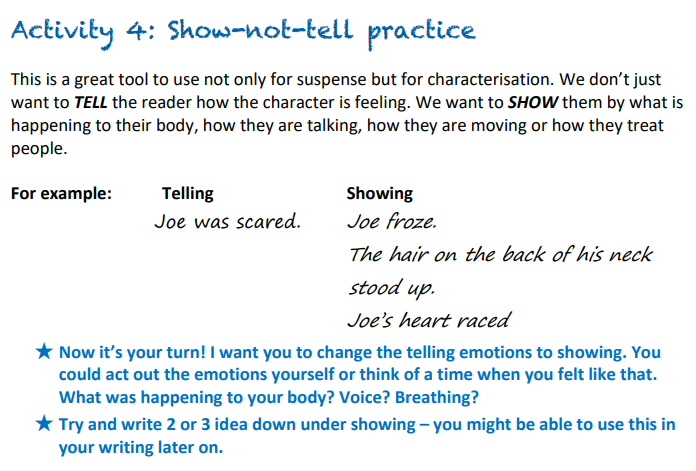 Activity 4: Show-not-tell practice
This is a great tool to use not only for suspense but for characterisation. We don't just
want to TELL the reader how the character is feeling. We want to SHOW them by what is
happening to their body, how they are talking, how they are moving or how they treat
people.
For example: Telling Showing
Joe was scared. Joe froze.
The hair on the back of his neck
stood up.
Joe's heart raced
★ Now it's your turn! I want you to change the telling emotions to showing. You
could act out the emotions yourself or think of a time when you felt like that.
What was happening to your body? Voice? Breathing?
★ Try and write 2 or 3 idea down under showing – you might be able to use this in
your writing later on.